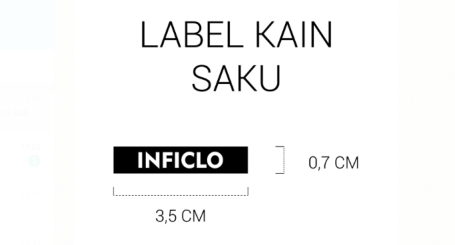 LABEL KAIN
SAKU
INFICLO
0,7 CM
3,5 CM